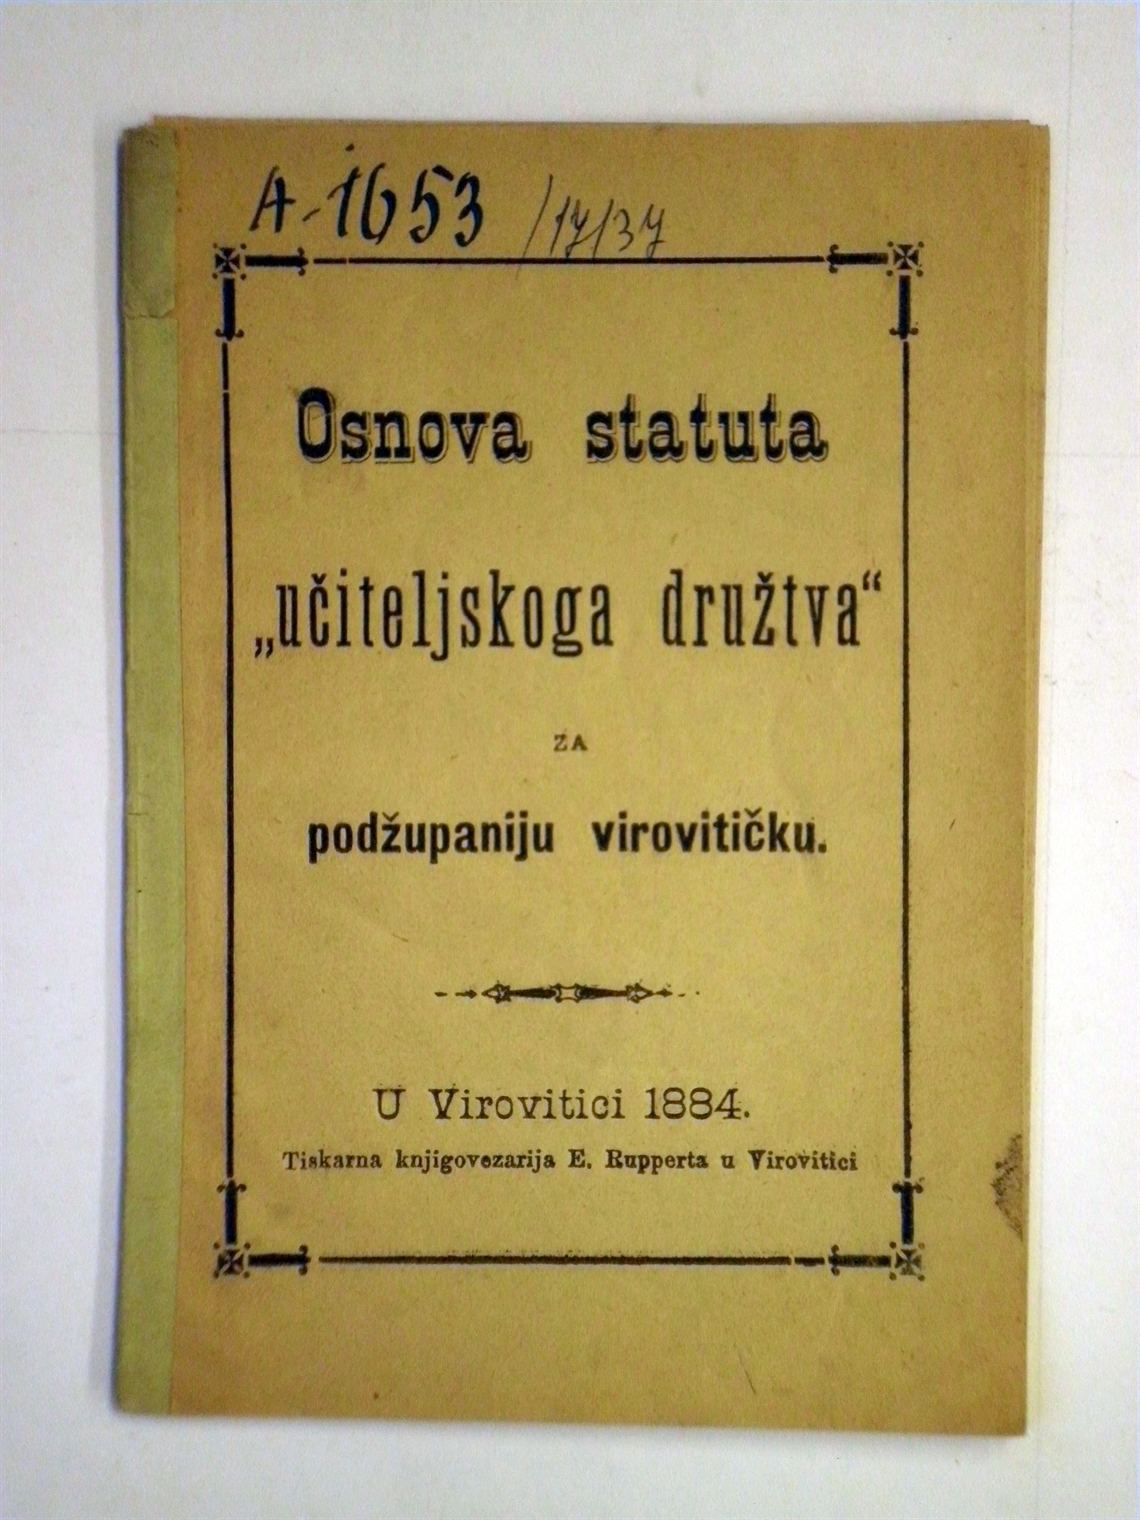 A-1653 /17/37
Osnova statuta
„učiteljskoga družtva“
ZA
podžupaniju virovitičku.
U Virovitici 1884.
Tiskarna knjigovezarija E. Rupperta u Virovitici